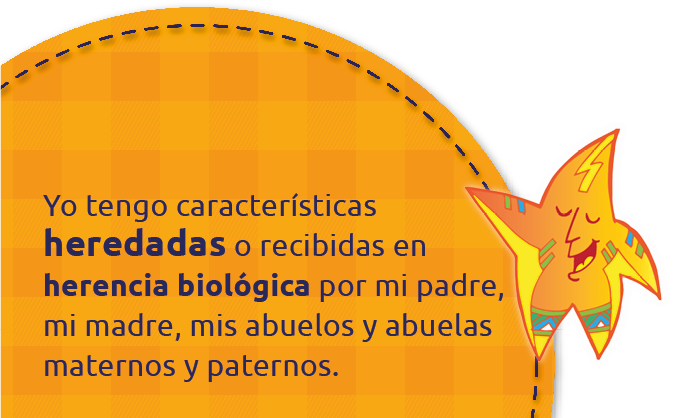 Yo tengo características
heredadas o recibidas en
herencia biológica por mi padre,
mi madre, mis abuelos y abuelas
maternos y paternos.